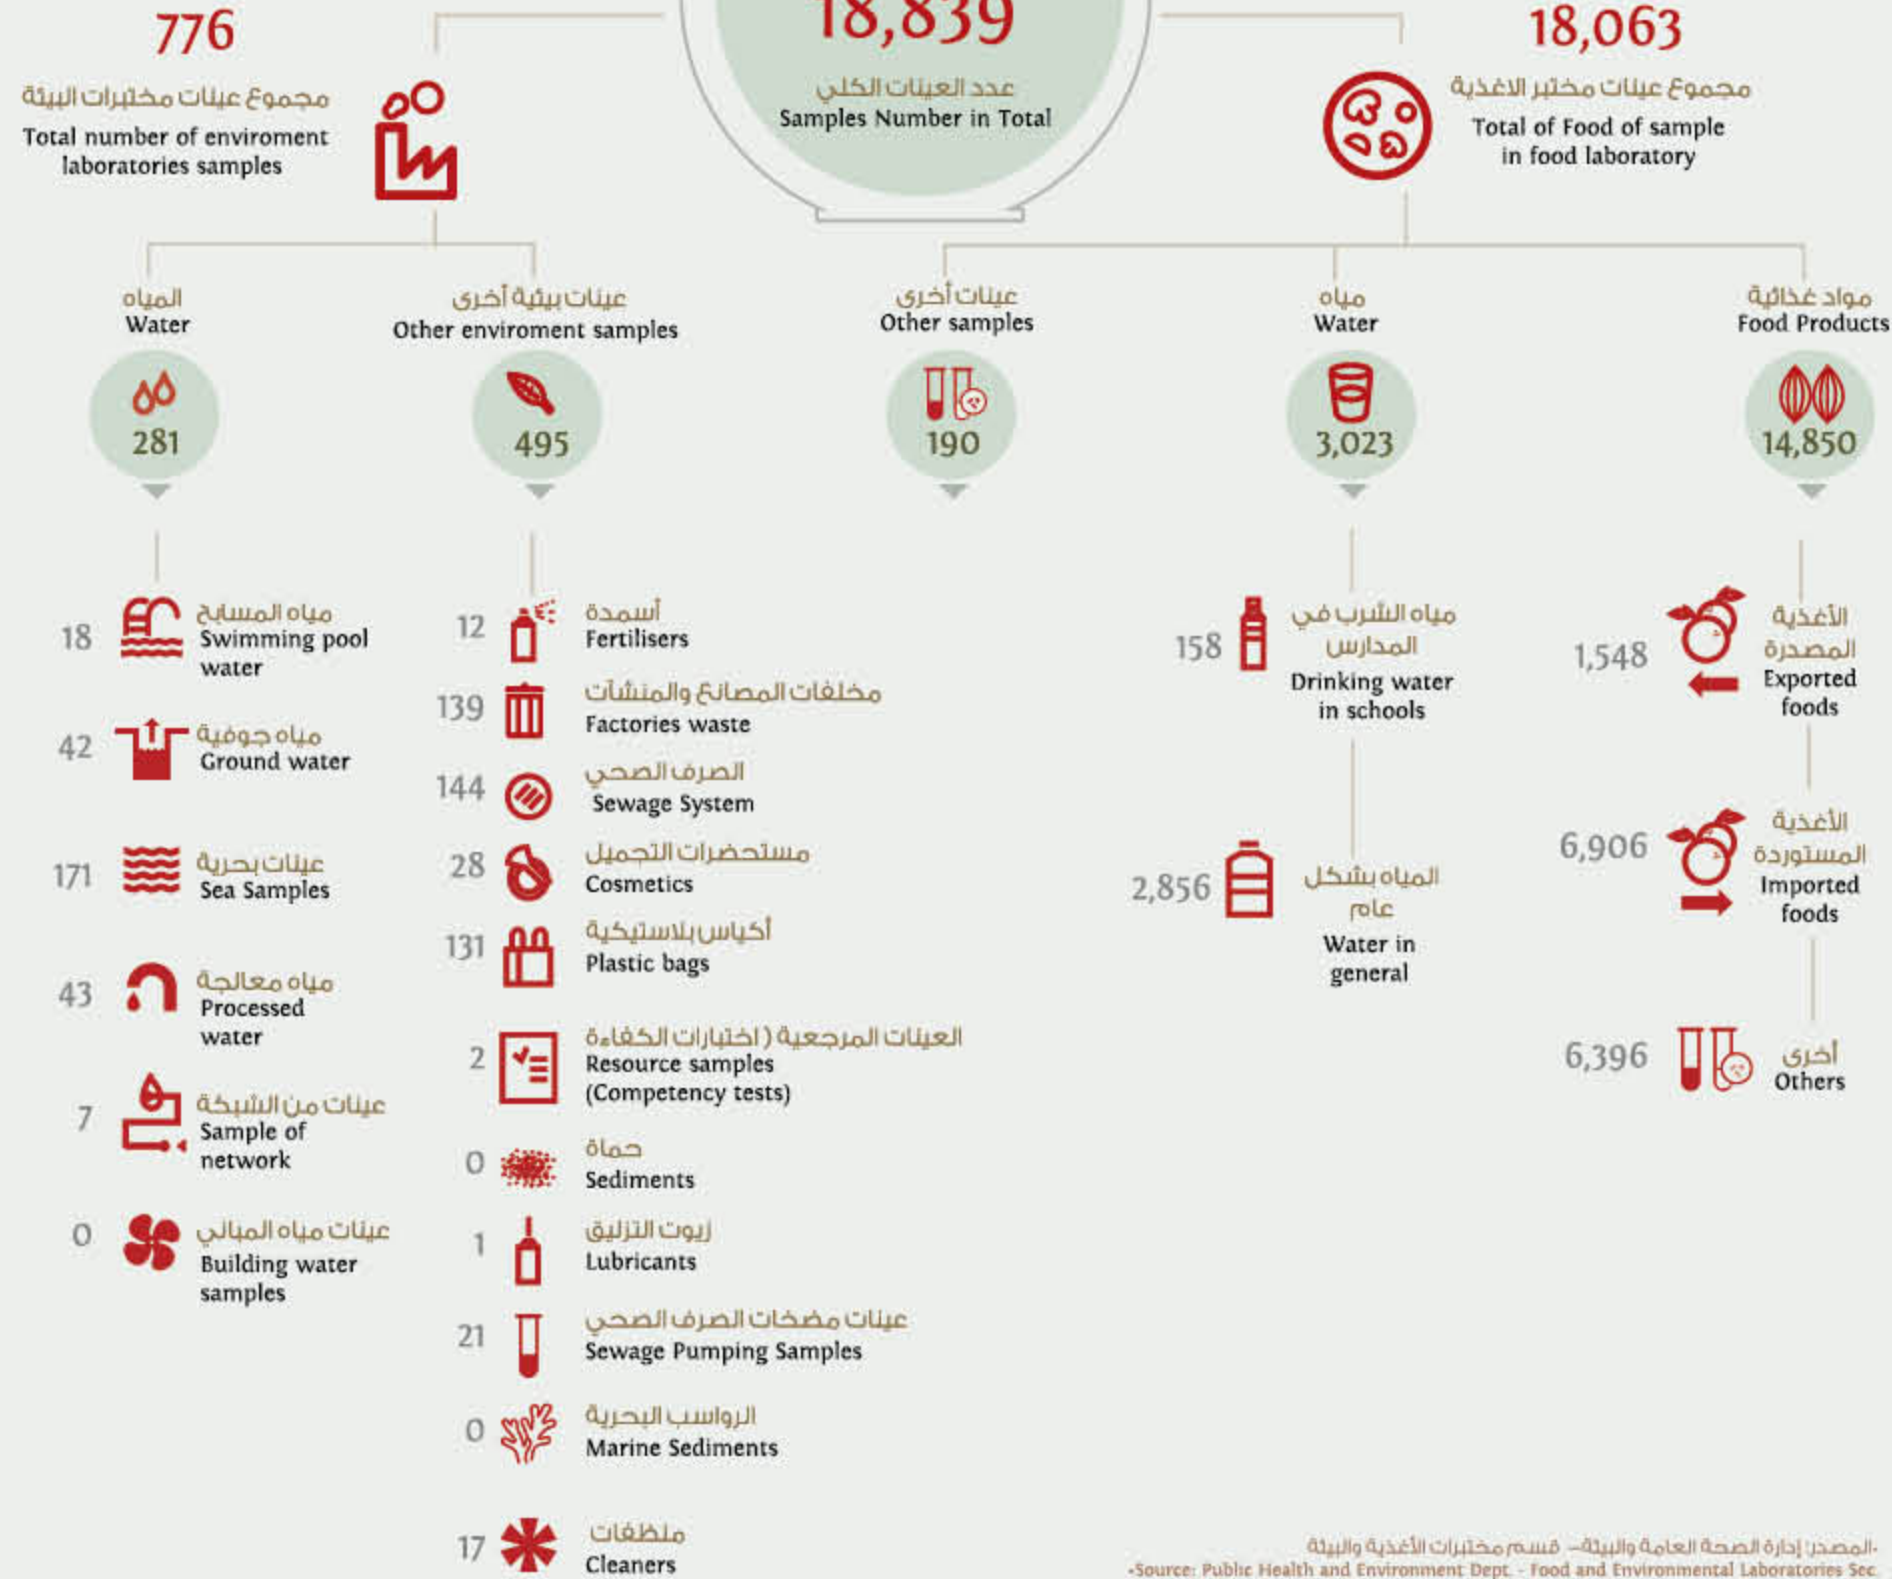 776
مجموع عينات مختبرات البيئة
Total number of enviroment
laboratories samples
18,839
عدد العينات الكلي
Samples Number in Total
18,063
مجموع عينات مختبر الاغذية
Total of Food of sample
in food laboratory
المياه
Water
281
عينات بيئية أخرى
Other enviroment samples
495
عينات أخرى
Other samples
190
مياه
Water
3,023
مواد غذائية
Food Products
14,850
18
مياه المسابح
Swimming pool
water
42
مياه جوفية
Ground water
171
عينات بحرية
Sea Samples
43
مياه معالجة
Processed
water
7
عينات من الشبكة
Sample of
network
0
عينات مياه المباني
Building water
samples
12
أسمدة
Fertilisers
139
مخلفات المصانع والمنشآت
Factories waste
144
الصرف الصحي
Sewage System
28
مستحضرات التجميل
Cosmetics
131
أكياس بلاستيكية
Plastic bags
2
العينات المرجعية ( اختبارات الكفاءة
Resource samples
(Competency tests)
0
حماة
Sediments
1
زيوت التزليق
Lubricants
21
عينات مضخات الصرف الصحي
Sewage Pumping Samples
0
الرواسب البحرية
Marine Sediments
17
منظفات
Cleaners
158
مياه الشرب في
المدارس
Drinking water
in schools
2,856
المياه بشكل
عام
Water in
general
1,548
الأغذية
المصدرة
Exported
foods
6,906
الأغذية
المستوردة
Imported
foods
6,396
أخرى
Others
•المصدر: إدارة الصحة العامة والبيئة – قسم مختبرات الأغذية والبيئة
•Source: Public Health and Environment Dept. - Food and Environmental Laboratories Sec.